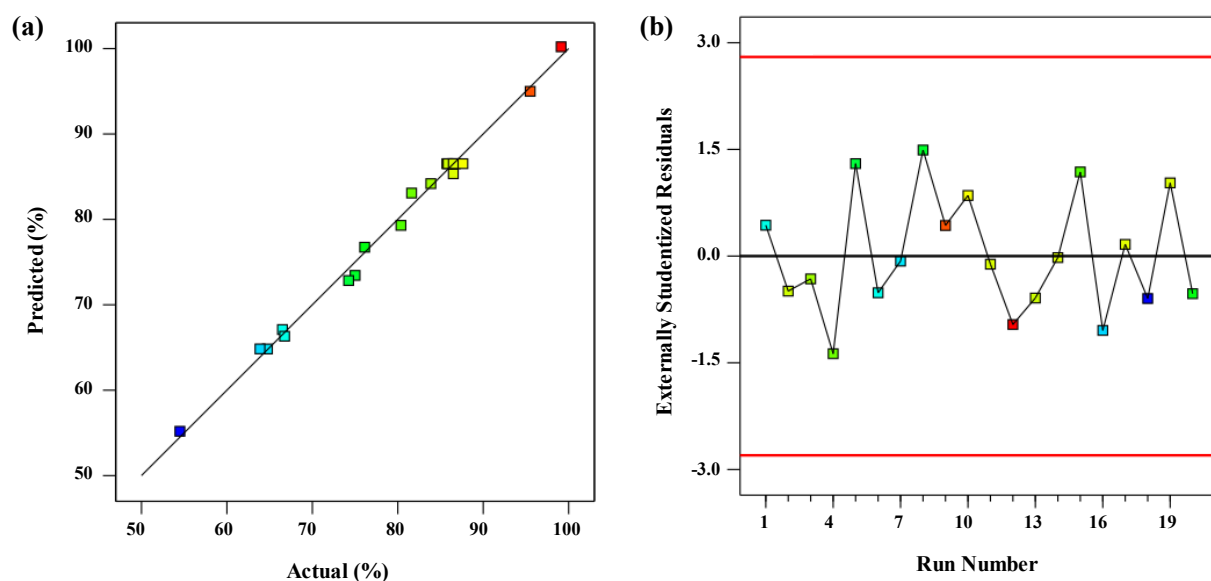 (a)
100
90
80
70
60
50
Predicted (%)
50 60 70 80 90 100
Actual (%)
(b)
3.0
1.5
0.0
-1.5
-3.0
Externally Studentized Residuals
1 4 7 10 13 16 19
Run Number